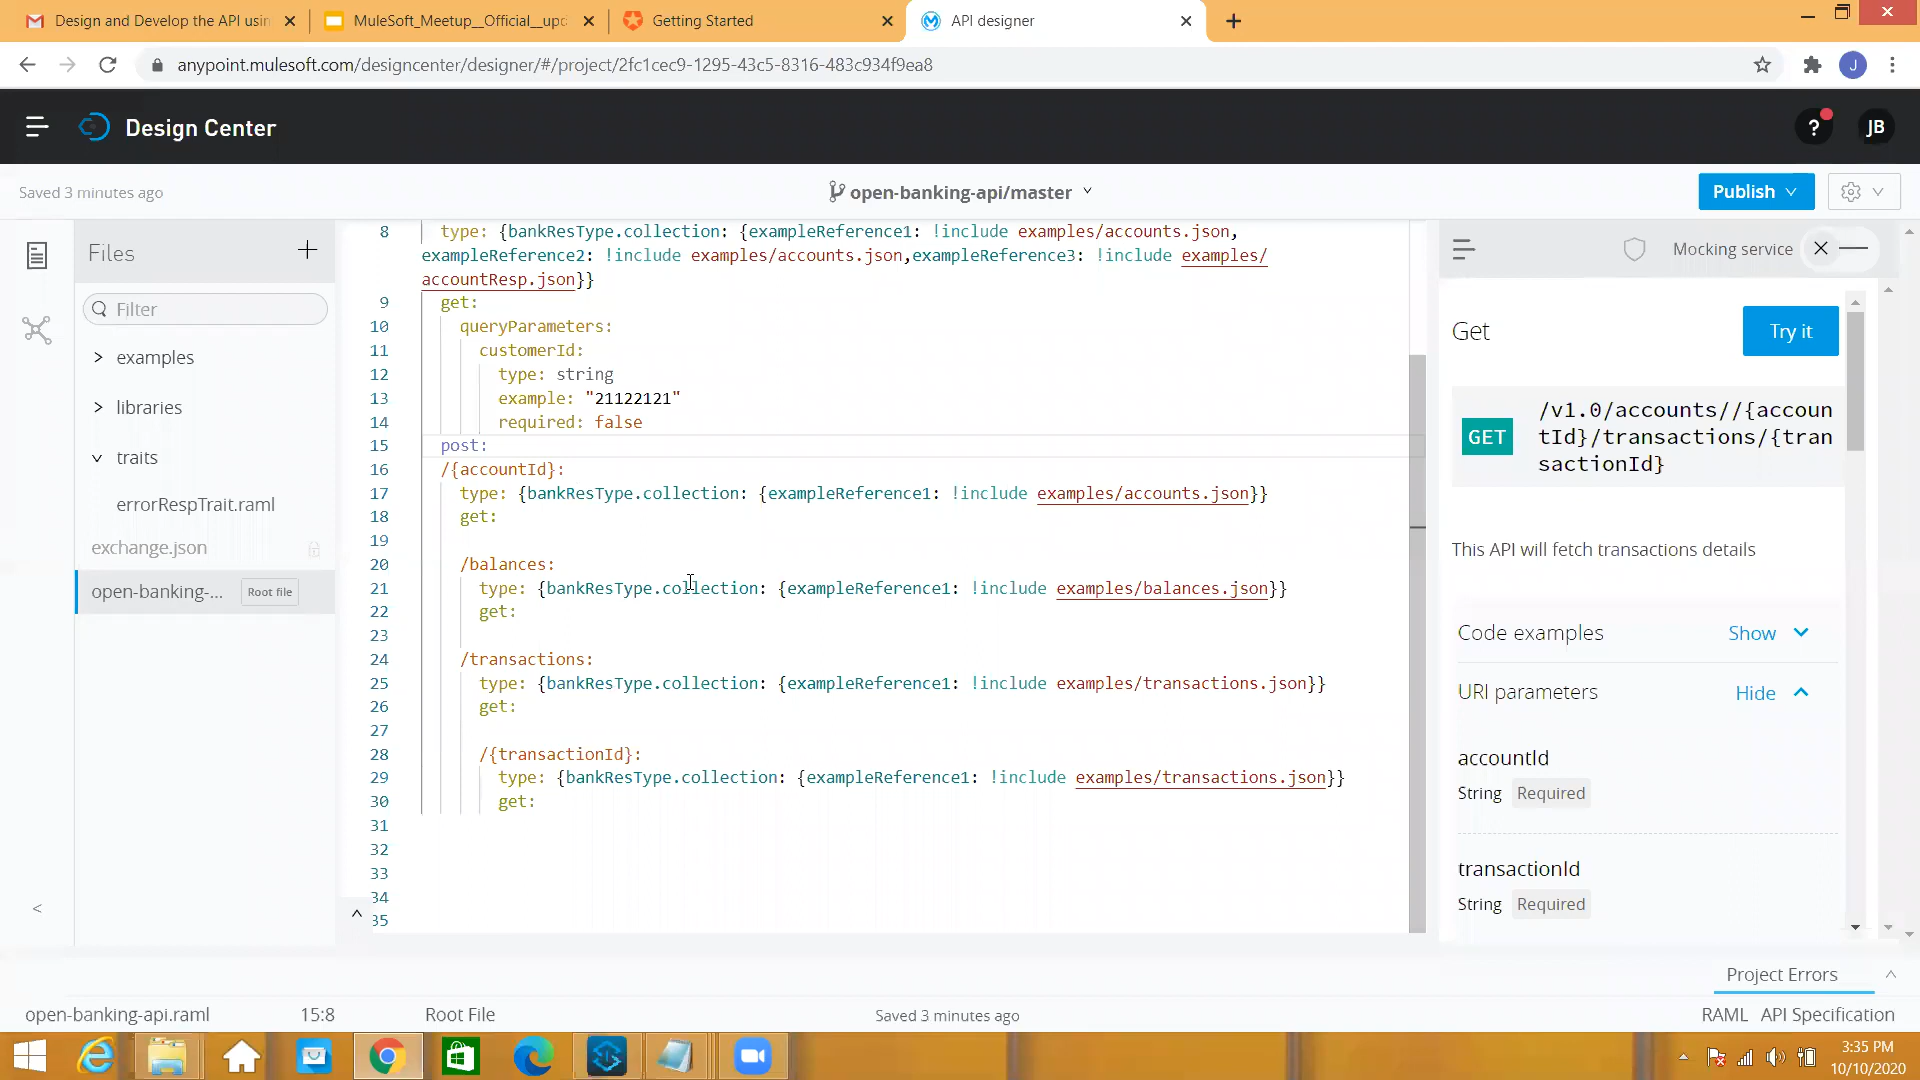 Design and Develop the API usin
MuleSoft_Meetup__Official__upd
Getting Started
API designer
anypoint.mulesoft.com/designcenter/designer/#/project/2fc1cec9-1295-43c5-8316-483c934f9ea8
J
Design Center
?
JB
Saved 3 minutes ago
open-banking-api/master
Publish
Files
Filter
examples
libraries
traits
errorRespTrait.raml
exchange.json
open-banking-...
Root file
8 type: {bankResType.collection: {exampleReference1: !include examples/accounts.json,
exampleReference2: !include examples/accounts.json,exampleReference3: !include examples/
accountResp.json}}
9 get:
10 queryParameters:
11 customerId:
12 type: string
13 example: "21122121"
14 required: false
15 post:
16 /{accountId}:
17 type: {bankResType.collection: {exampleReference1: !include examples/accounts.json}}
18 get:
19
20 /balances:
21 type: {bankResType.collection: {exampleReference1: !include examples/balances.json}}
22 get:
23
24 /transactions:
25 type: {bankResType.collection: {exampleReference1: !include examples/transactions.json}}
26 get:
27
28 /{transactionId}:
29 type: {bankResType.collection: {exampleReference1: !include examples/transactions.json}}
30 get:
31
32
33
34
35
Mocking service
Get
Try it
GET
/v1.0/accounts//{accoun
tId}/transactions/{tran
sactionId}
This API will fetch transactions details
Code examples
Show
URI parameters
Hide
accountId
String Required
transactionId
String Required
Project Errors
open-banking-api.raml
15:8
Root File
Saved 3 minutes ago
RAML API Specification
3:35 PM
10/10/2020